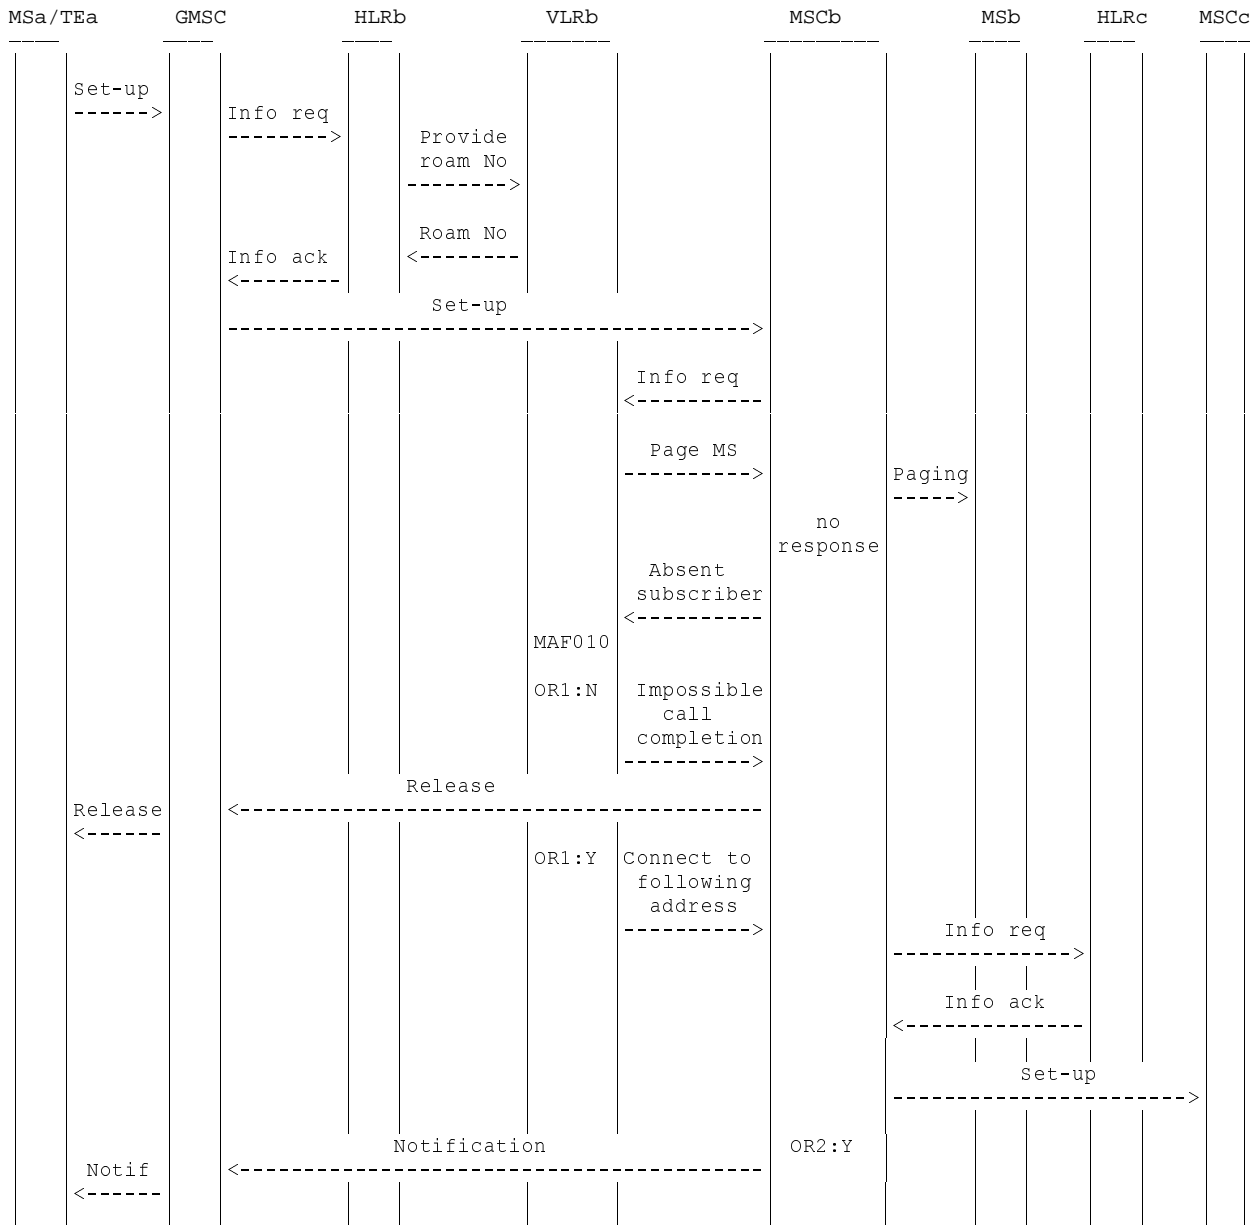 MSa/TEa GMSC HLRb VLRb MSCb MSb HLRc MSCc
Set-up
------> Info req
--------> Provide
roam No
-------->
Roam No
Info ack <--------
<--------
Set-up
----------------------------------------->
Info req
<----------
Page MS
----------> Paging
----->
no
response
Absent
subscriber
<----------
MAF010
OR1:N Impossible
call
completion
---------->
Release
Release <-----------------------------------------
<------
OR1:Y Connect to
following
address
----------> Info req
-------------->
Info ack
<--------------
Set-up
----------------------->
Notification OR2:Y
Notif <-----------------------------------------
<------